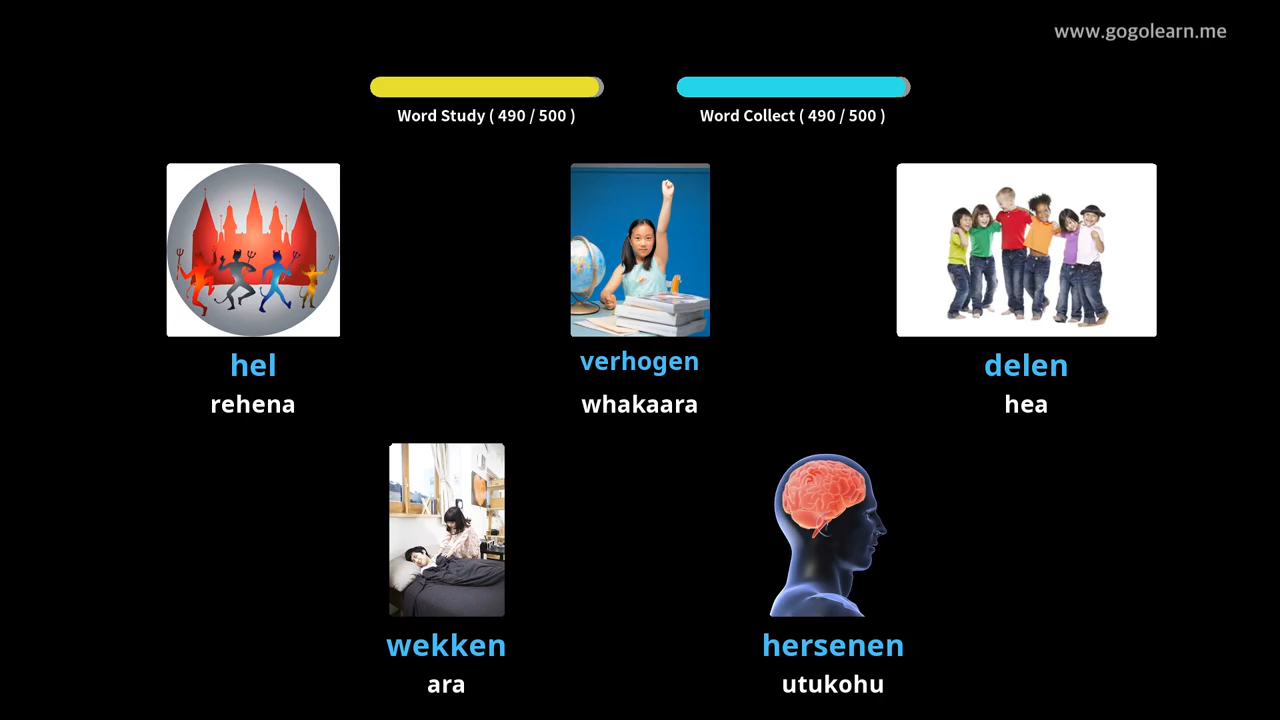 www.gogolearn.me
Word Study ( 490 / 500 )
Word Collect ( 490 / 500 )
hel
rehena
verhogen
whakaara
delen
hea
wekken
ara
hersenen
utukohu